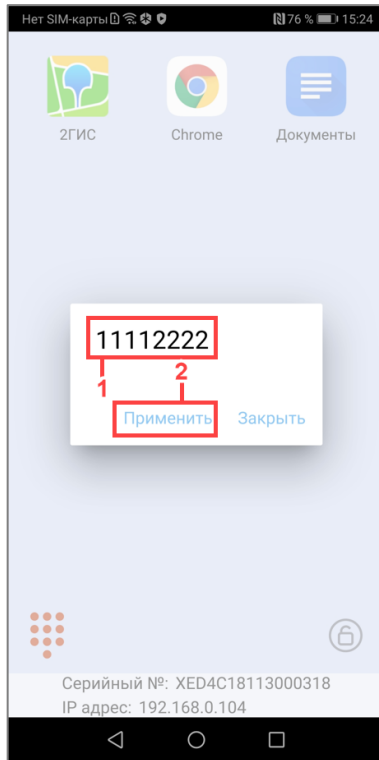 Нет SIM-карты 76 % 15:24
2ГИС Chrome Документы
11112222
1 2
Применить Закрыть
Серийный №: XED4C18113000318
IP адрес: 192.168.0.104